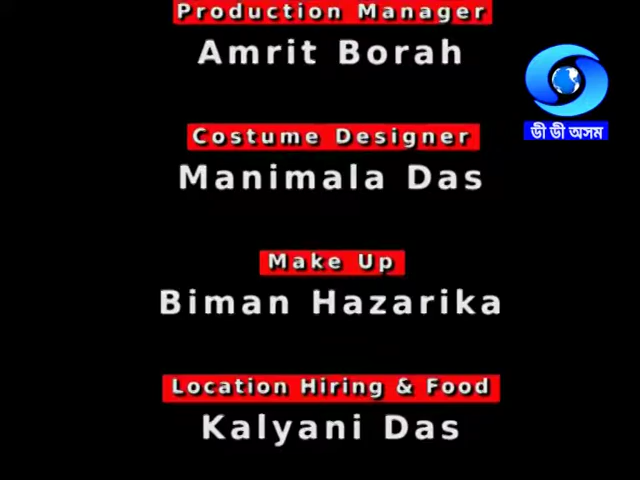 Production Manager
Amrit Borah
ডী ডী অসম
Costume Designer
Manimala Das
Make Up
Biman Hazarika
Location Hiring & Food
Kalyani Das